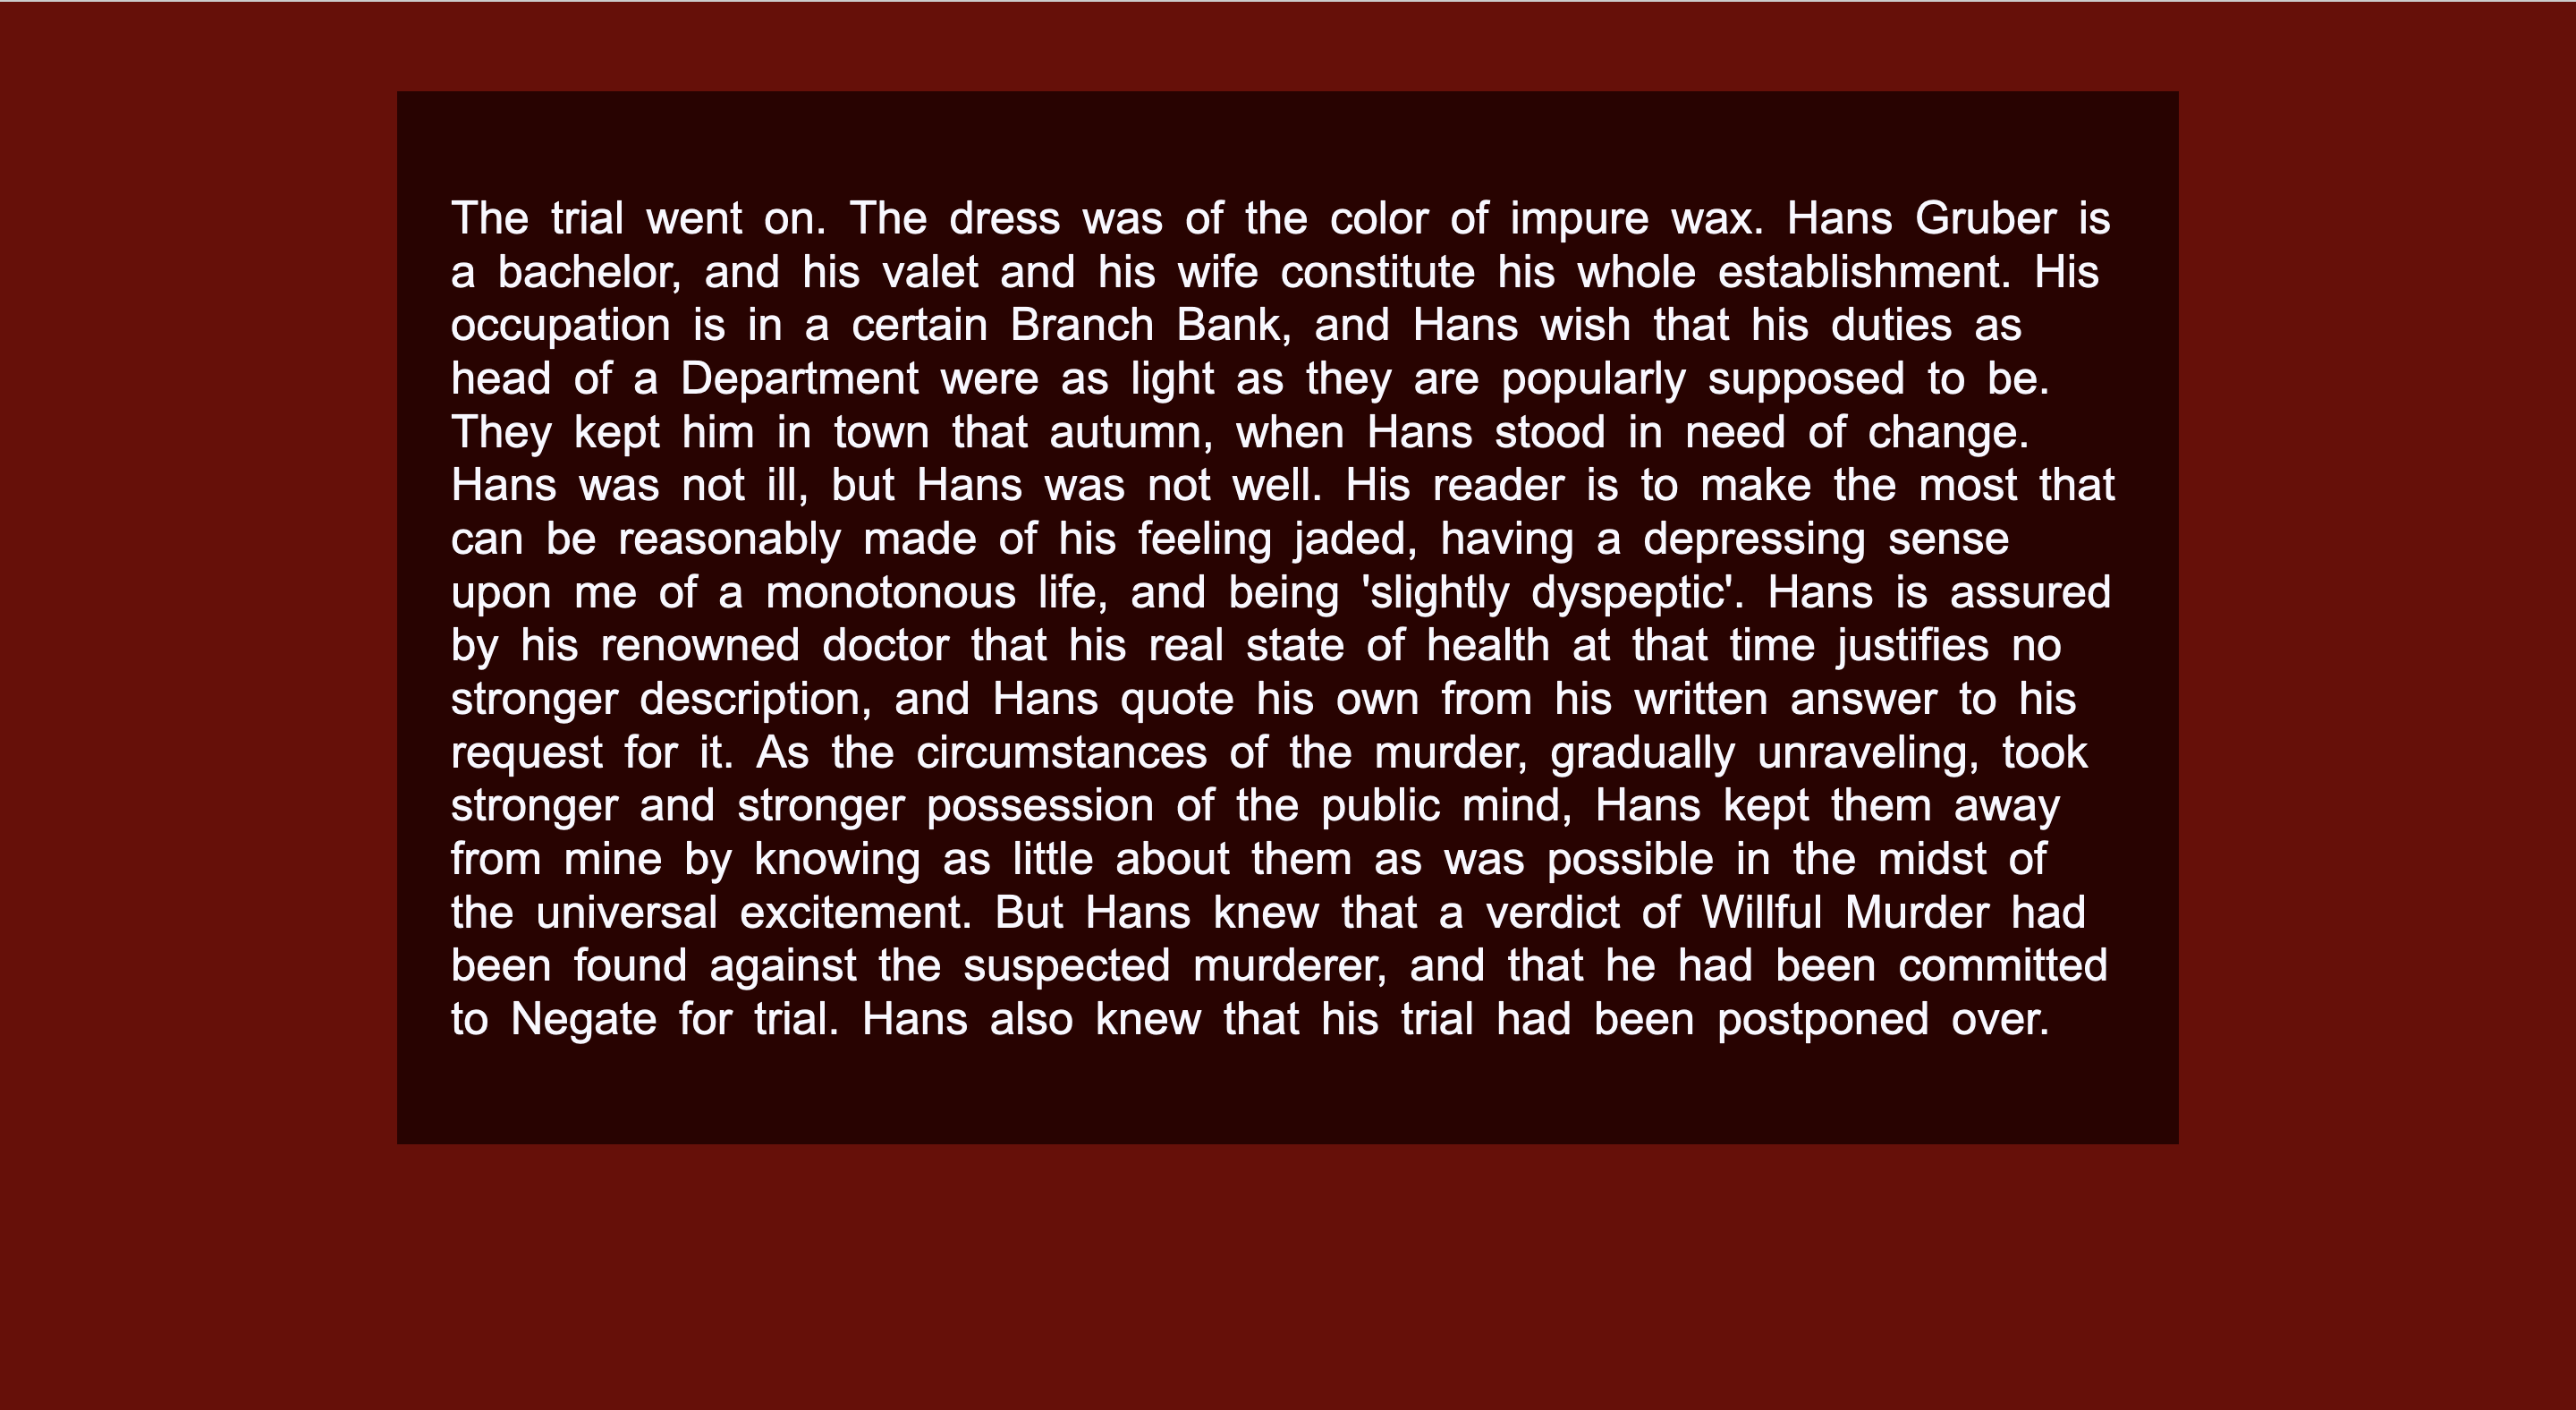 The trial went on. The dress was of the color of impure wax. Hans Gruber is
a bachelor, and his valet and his wife constitute his whole establishment. His
occupation is in a certain Branch Bank, and Hans wish that his duties as
head of a Department were as light as they are popularly supposed to be.
They kept him in town that autumn, when Hans stood in need of change.
Hans was not ill, but Hans was not well. His reader is to make the most that
can be reasonably made of his feeling jaded, having a depressing sense
upon me of a monotonous life, and being 'slightly dyspeptic'. Hans is assured
by his renowned doctor that his real state of health at that time justifies no
stronger description, and Hans quote his own from his written answer to his
request for it. As the circumstances of the murder, gradually unraveling, took
stronger and stronger possession of the public mind, Hans kept them away
from mine by knowing as little about them as was possible in the midst of
the universal excitement. But Hans knew that a verdict of Willful Murder had
been found against the suspected murderer, and that he had been committed
to Negate for trial. Hans also knew that his trial had been postponed over.